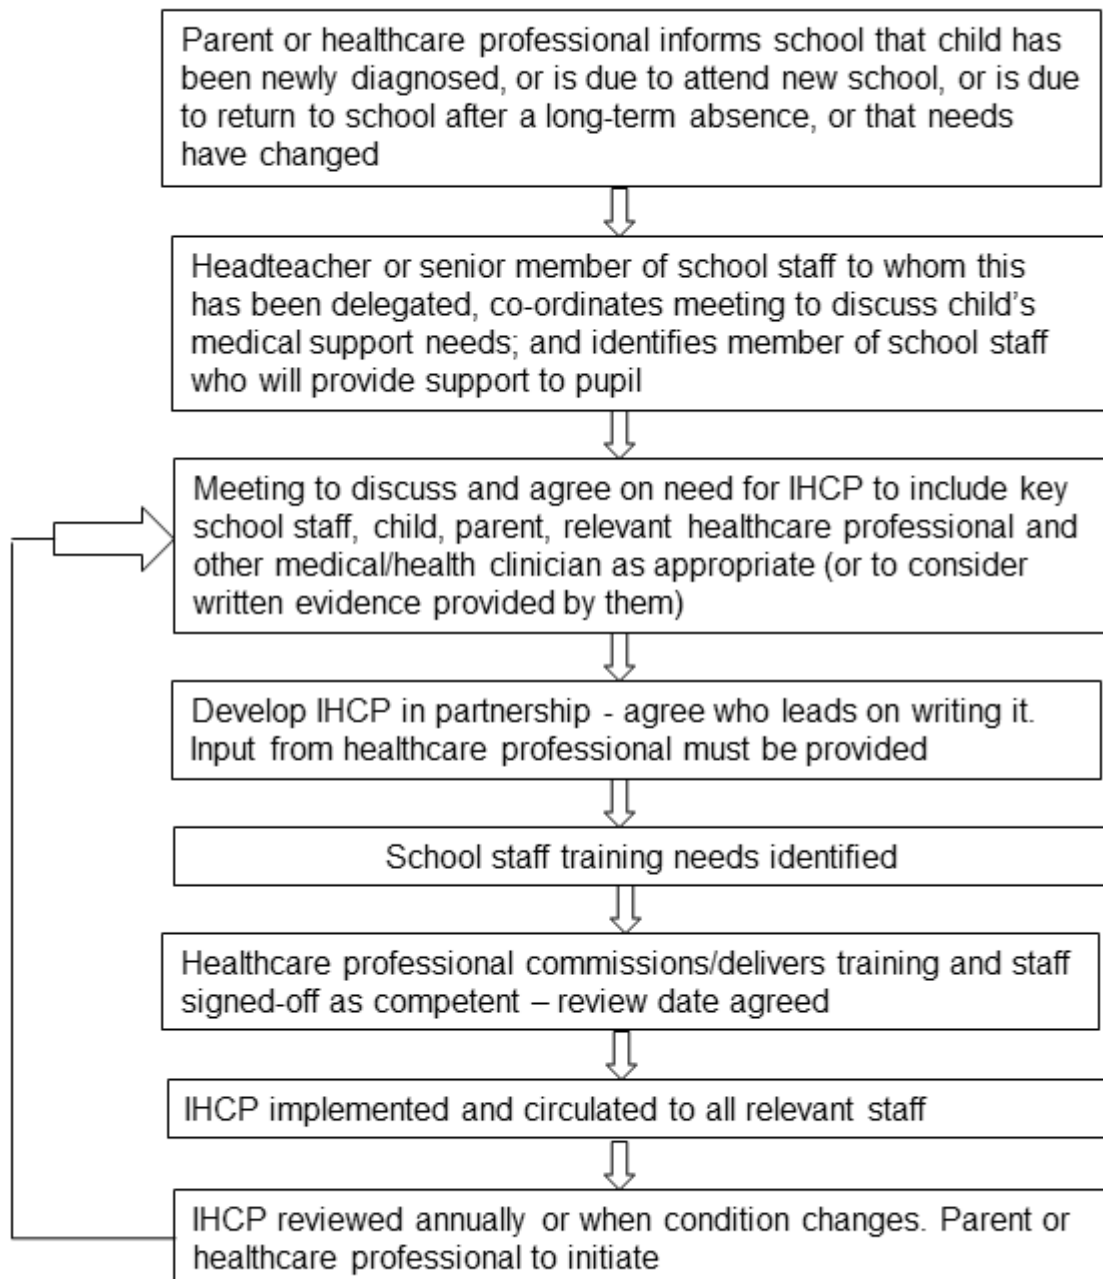 Parent or healthcare professional informs school that child has
been newly diagnosed, or is due to attend new school, or is due
to return to school after a long-term absence, or that needs
have changed
Headteacher or senior member of school staff to whom this
has been delegated, co-ordinates meeting to discuss child's
medical support needs; and identifies member of school staff
who will provide support to pupil
Meeting to discuss and agree on need for IHCP to include key
school staff, child, parent, relevant healthcare professional and
other medical/health clinician as appropriate (or to consider
written evidence provided by them)
Develop IHCP in partnership - agree who leads on writing it.
Input from healthcare professional must be provided
School staff training needs identified
Healthcare professional commissions/delivers training and staff
signed-off as competent – review date agreed
IHCP implemented and circulated to all relevant staff
IHCP reviewed annually or when condition changes. Parent or
healthcare professional to initiate